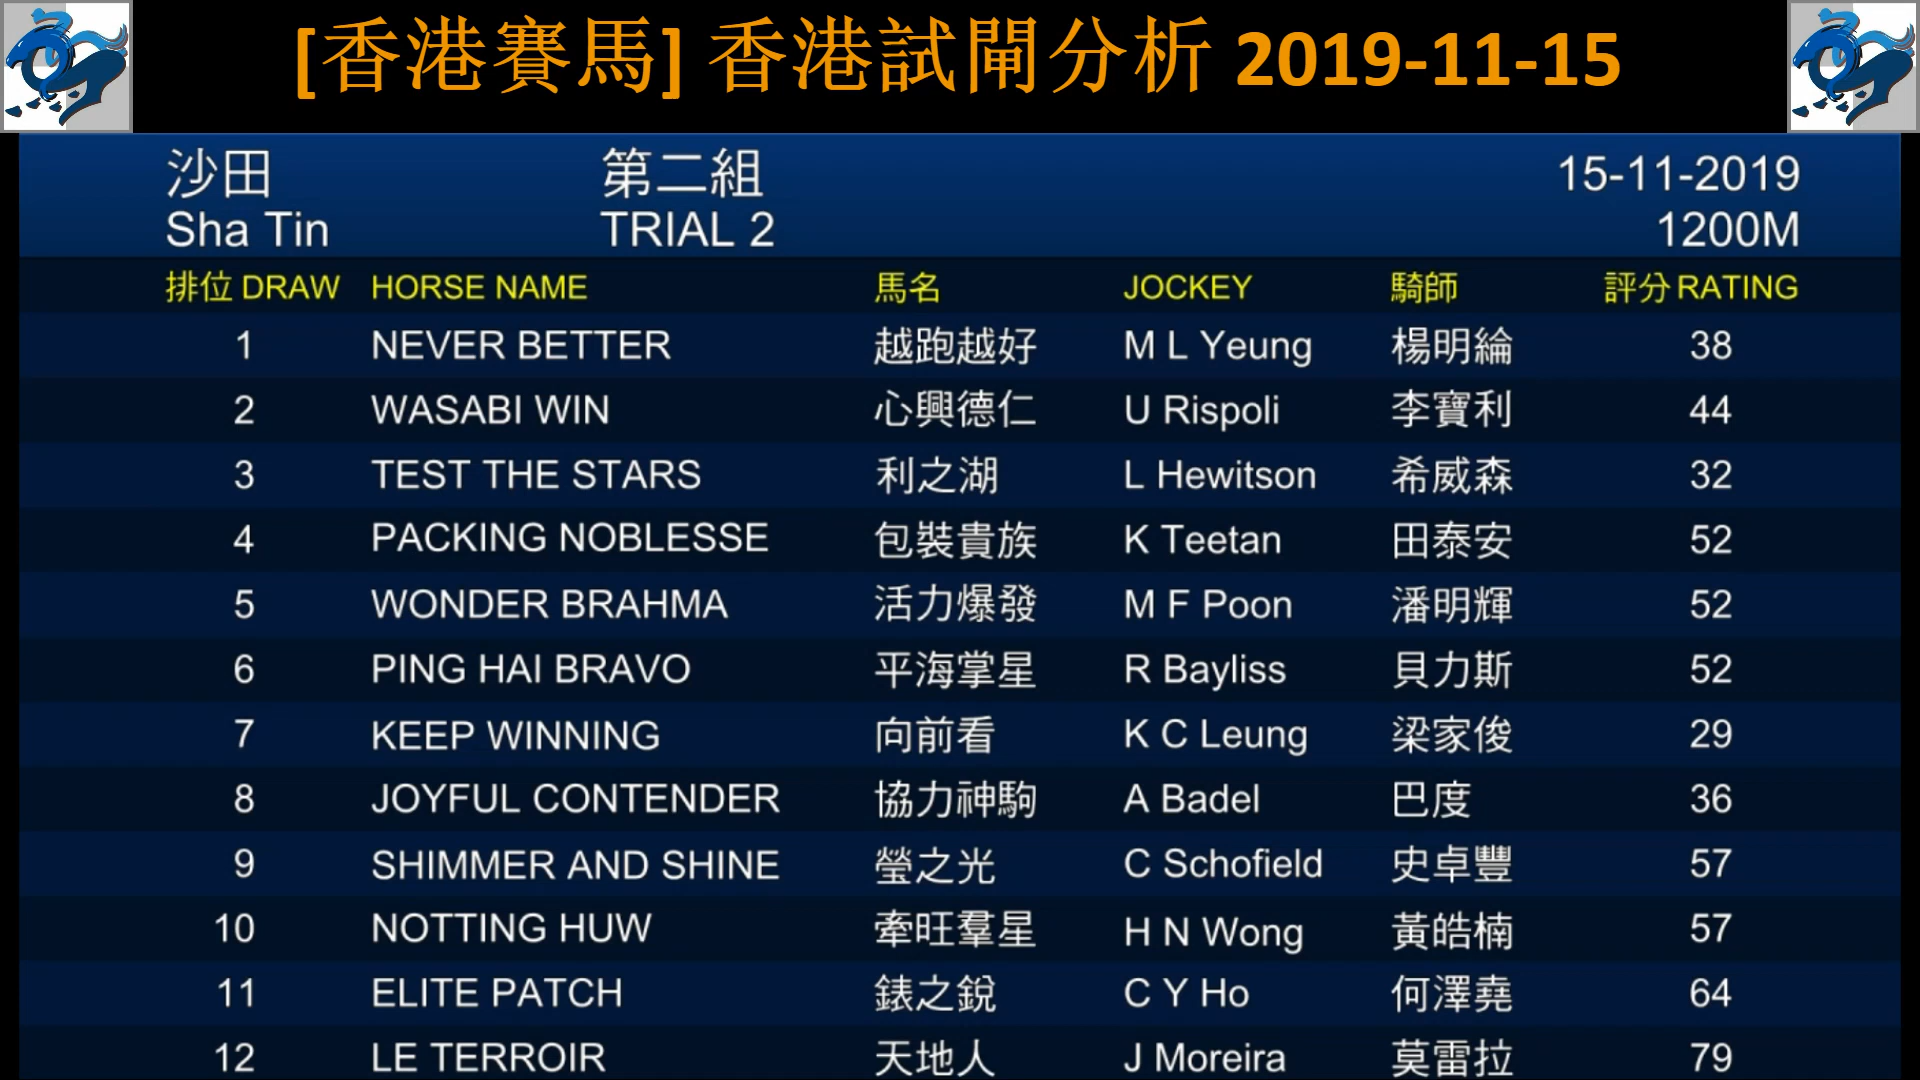 [香港賽馬] 香港試閘分析 2019-11-15
沙田 第二組 15-11-2019
Sha Tin TRIAL 2 1200M
排位 DRAW HORSE NAME 馬名 JOCKEY 騎師 評分 RATING
1 NEVER BETTER 越跑越好 M L Yeung 楊明綸 38
2 WASABI WIN 心興德仁 U Rispoli 李寶利 44
3 TEST THE STARS 利之湖 L Hewitson 希威森 32
4 PACKING NOBLESSE 包裝貴族 K Teetan 田泰安 52
5 WONDER BRAHMA 活力爆發 M F Poon 潘明輝 52
6 PING HAI BRAVO 平海掌星 R Bayliss 貝力斯 52
7 KEEP WINNING 向前看 K C Leung 梁家俊 29
8 JOYFUL CONTENDER 協力神駒 A Badel 巴度 36
9 SHIMMER AND SHINE 瑩之光 C Schofield 史卓豐 57
10 NOTTING HUW 牽旺羣星 H N Wong 黃皓楠 57
11 ELITE PATCH 錶之銳 C Y Ho 何澤堯 64
12 LE TERROIR 天地人 J Moreira 莫雷拉 79